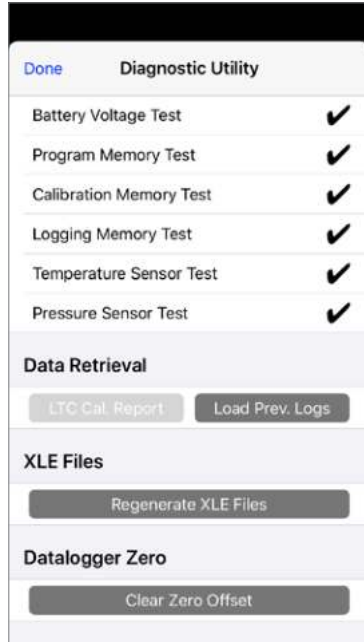 Done Diagnostic Utility
Battery Voltage Test
Program Memory Test
Calibration Memory Test
Logging Memory Test
Temperature Sensor Test
Pressure Sensor Test
Data Retrieval
LTC Cal. Report Load Prev. Logs
XLE Files
Regenerate XLE Files
Datalogger Zero
Clear Zero Offset